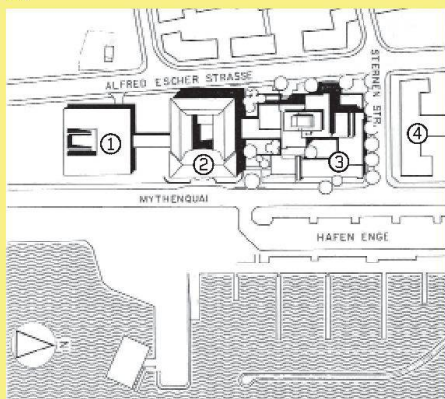 ALFRED ESCHER STRASSE
STERNEN STR.
①
②
③
④
MYTHENQUAI
HAFEN ENGE
N